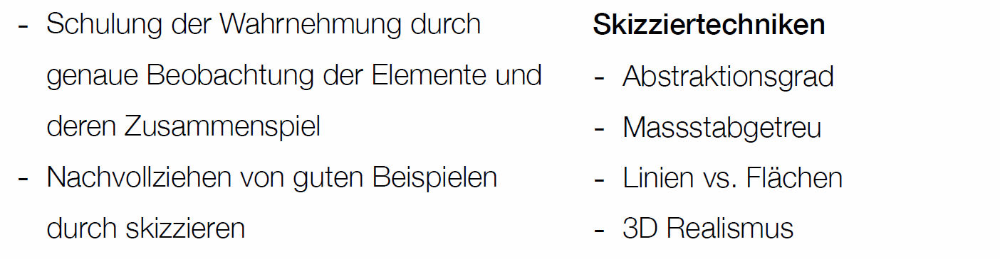 - Schulung der Wahrnehmung durch
genaue Beobachtung der Elemente und
deren Zusammenspiel
- Nachvollziehen von guten Beispielen
durch skizzieren
Skizziertechniken
- Abstraktionsgrad
- Massstabgetreu
- Linien vs. Flächen
- 3D Realismus